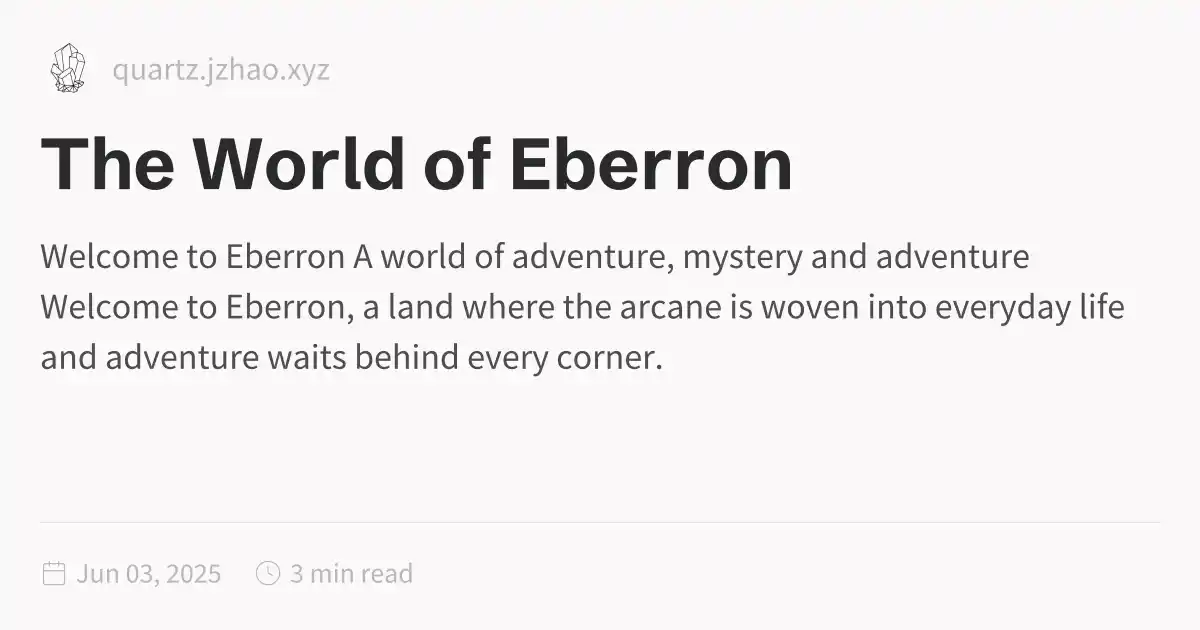 quartz.jzhao.xyz
The World of Eberron
Welcome to Eberron A world of adventure, mystery and adventure
Welcome to Eberron, a land where the arcane is woven into everyday life
and adventure waits behind every corner.
Jun 03, 2025 3 min read